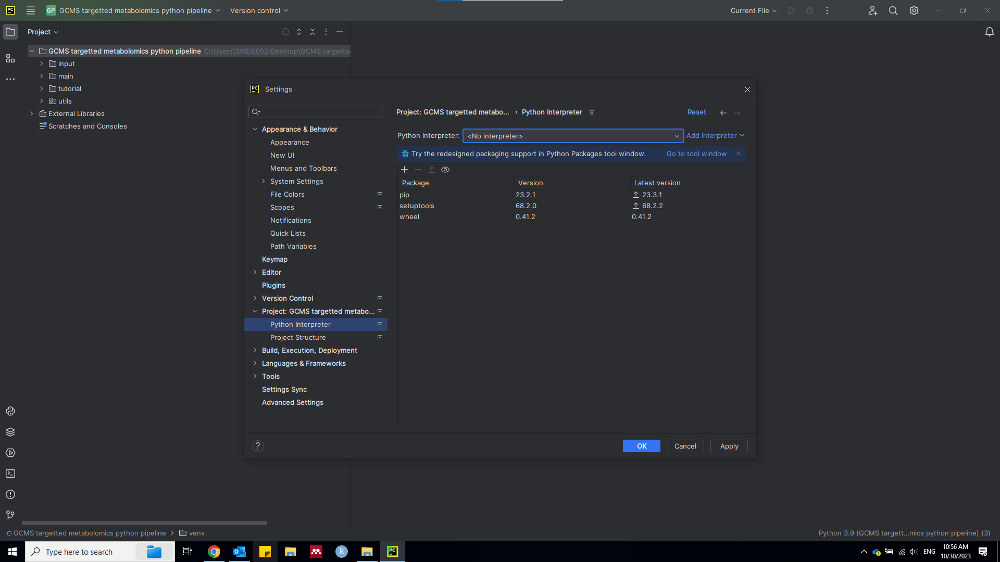 PC
GP GCMS targetted metabolomics python pipeline Version control Current File
Project
GCMS targetted metabolomics python pipeline C:\Users\SWEI0052\Desktop\GCMS targette
input
main
tutorial
utils
External Libraries
Scratches and Consoles
PC Settings
Project: GCMS targetted metabo... › Python Interpreter Reset
Appearance & Behavior
Appearance
New UI
Menus and Toolbars
System Settings
File Colors
Scopes
Notifications
Quick Lists
Path Variables
Keymap
Editor
Plugins
Version Control
Project: GCMS targetted metabo...
Python Interpreter
Project Structure
Build, Execution, Deployment
Languages & Frameworks
Tools
Settings Sync
Advanced Settings
Python Interpreter: <No interpreter> Add Interpreter
Try the redesigned packaging support in Python Packages tool window. Go to tool window
Package Version Latest version
pip 23.2.1 23.3.1
setuptools 68.2.0 68.2.2
wheel 0.41.2 0.41.2
? OK Cancel Apply
GCMS targetted metabolomics python pipeline > venv Python 3.9 (GCMS targett...mics python pipeline) (3)
Type here to search R PC ENG 10:56 AM
10/30/2023